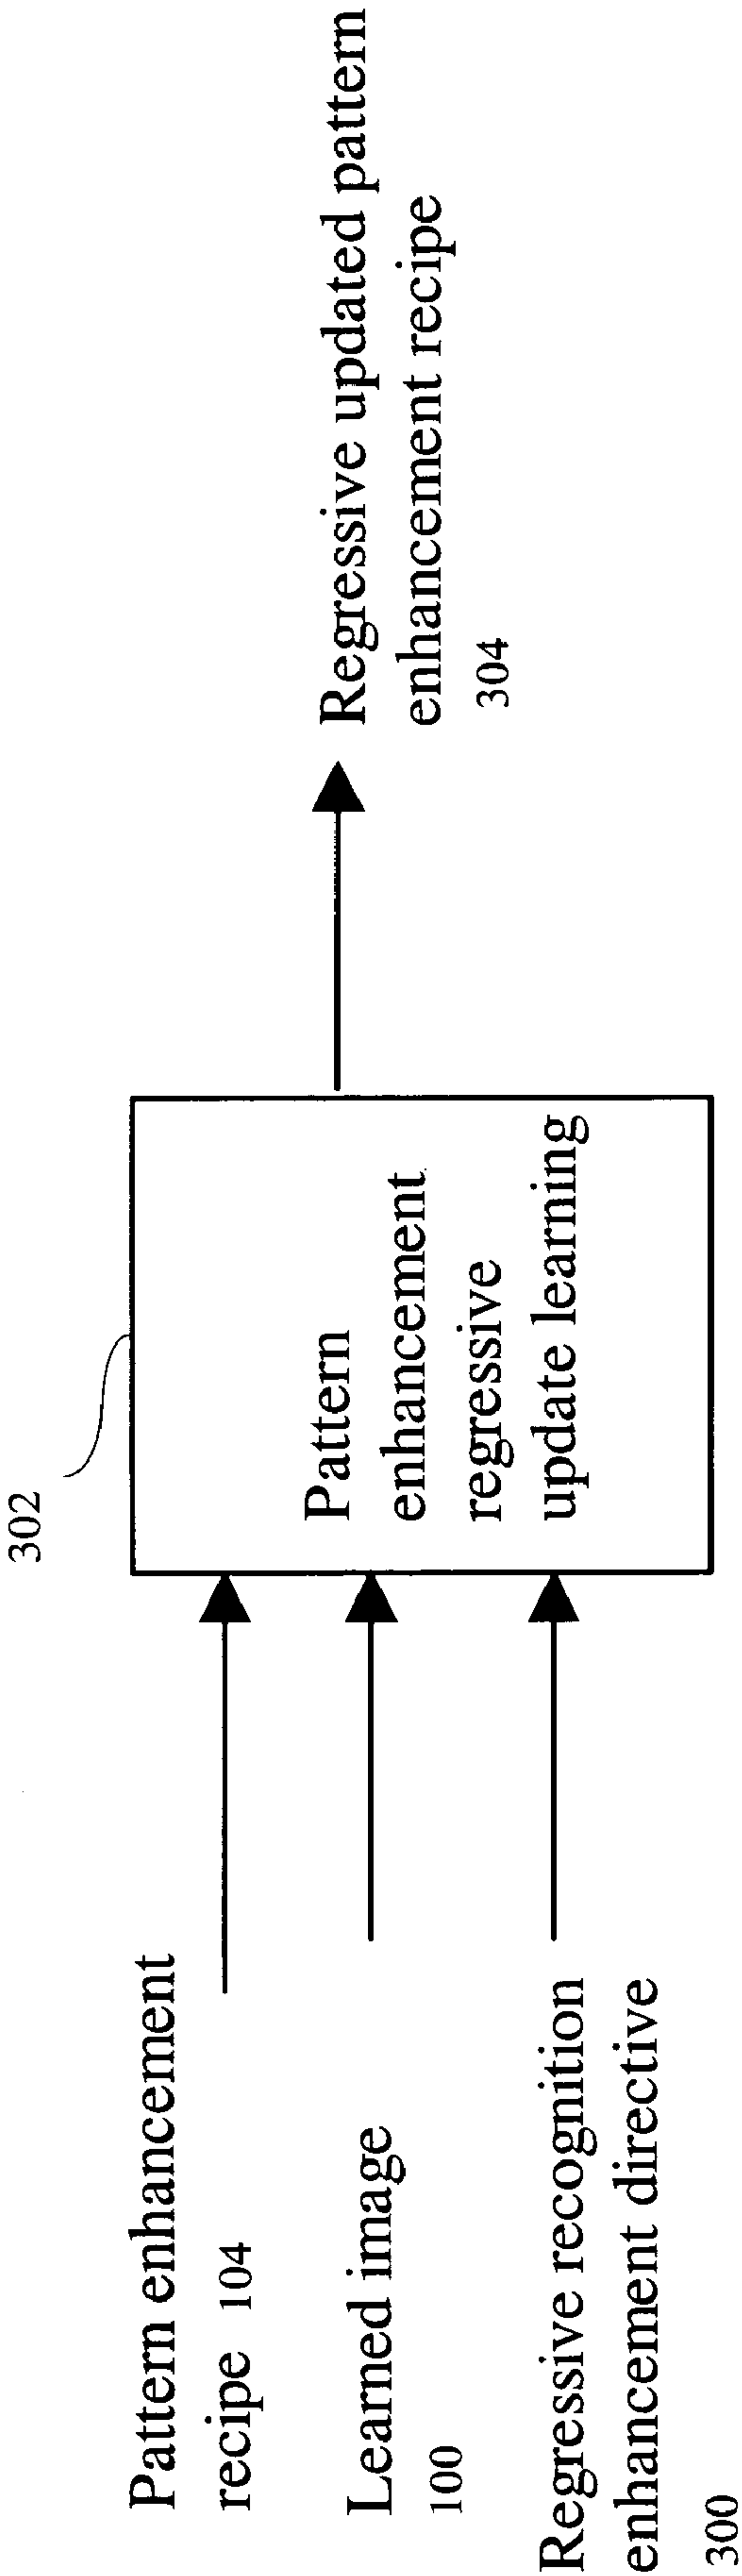 Pattern enhancement
recipe 104
Learned image
100
Regressive recognition
enhancement directive
300
302
Pattern
enhancement
regressive
update learning
Regressive updated pattern
enhancement recipe
304